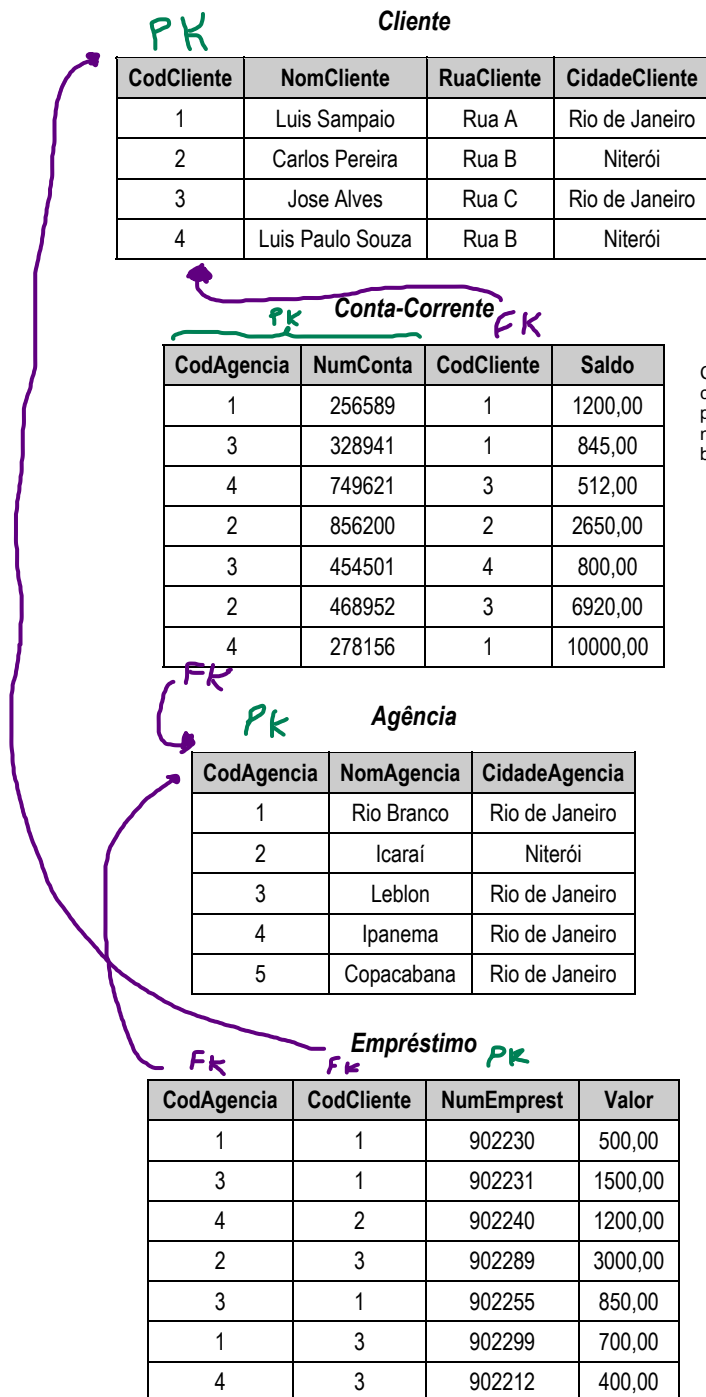 PK
Cliente
CodCliente NomCliente RuaCliente CidadeCliente
1 Luis Sampaio Rua A Rio de Janeiro
2 Carlos Pereira Rua B Niterói
3 Jose Alves Rua C Rio de Janeiro
4 Luis Paulo Souza Rua B Niterói
PK Conta-Corrente FK
CodAgencia NumConta CodCliente Saldo
1 256589 1 1200,00
3 328941 1 845,00
4 749621 3 512,00
2 856200 2 2650,00
3 454501 4 800,00
2 468952 3 6920,00
4 278156 1 10000,00
FK
PK Agência
CodAgencia NomAgencia CidadeAgencia
1 Rio Branco Rio de Janeiro
2 Icaraí Niterói
3 Leblon Rio de Janeiro
4 Ipanema Rio de Janeiro
5 Copacabana Rio de Janeiro
Empréstimo
FK FK PK
CodAgencia CodCliente NumEmprest Valor
1 1 902230 500,00
3 1 902231 1500,00
4 2 902240 1200,00
2 3 902289 3000,00
3 1 902255 850,00
1 3 902299 700,00
4 3 902212 400,00